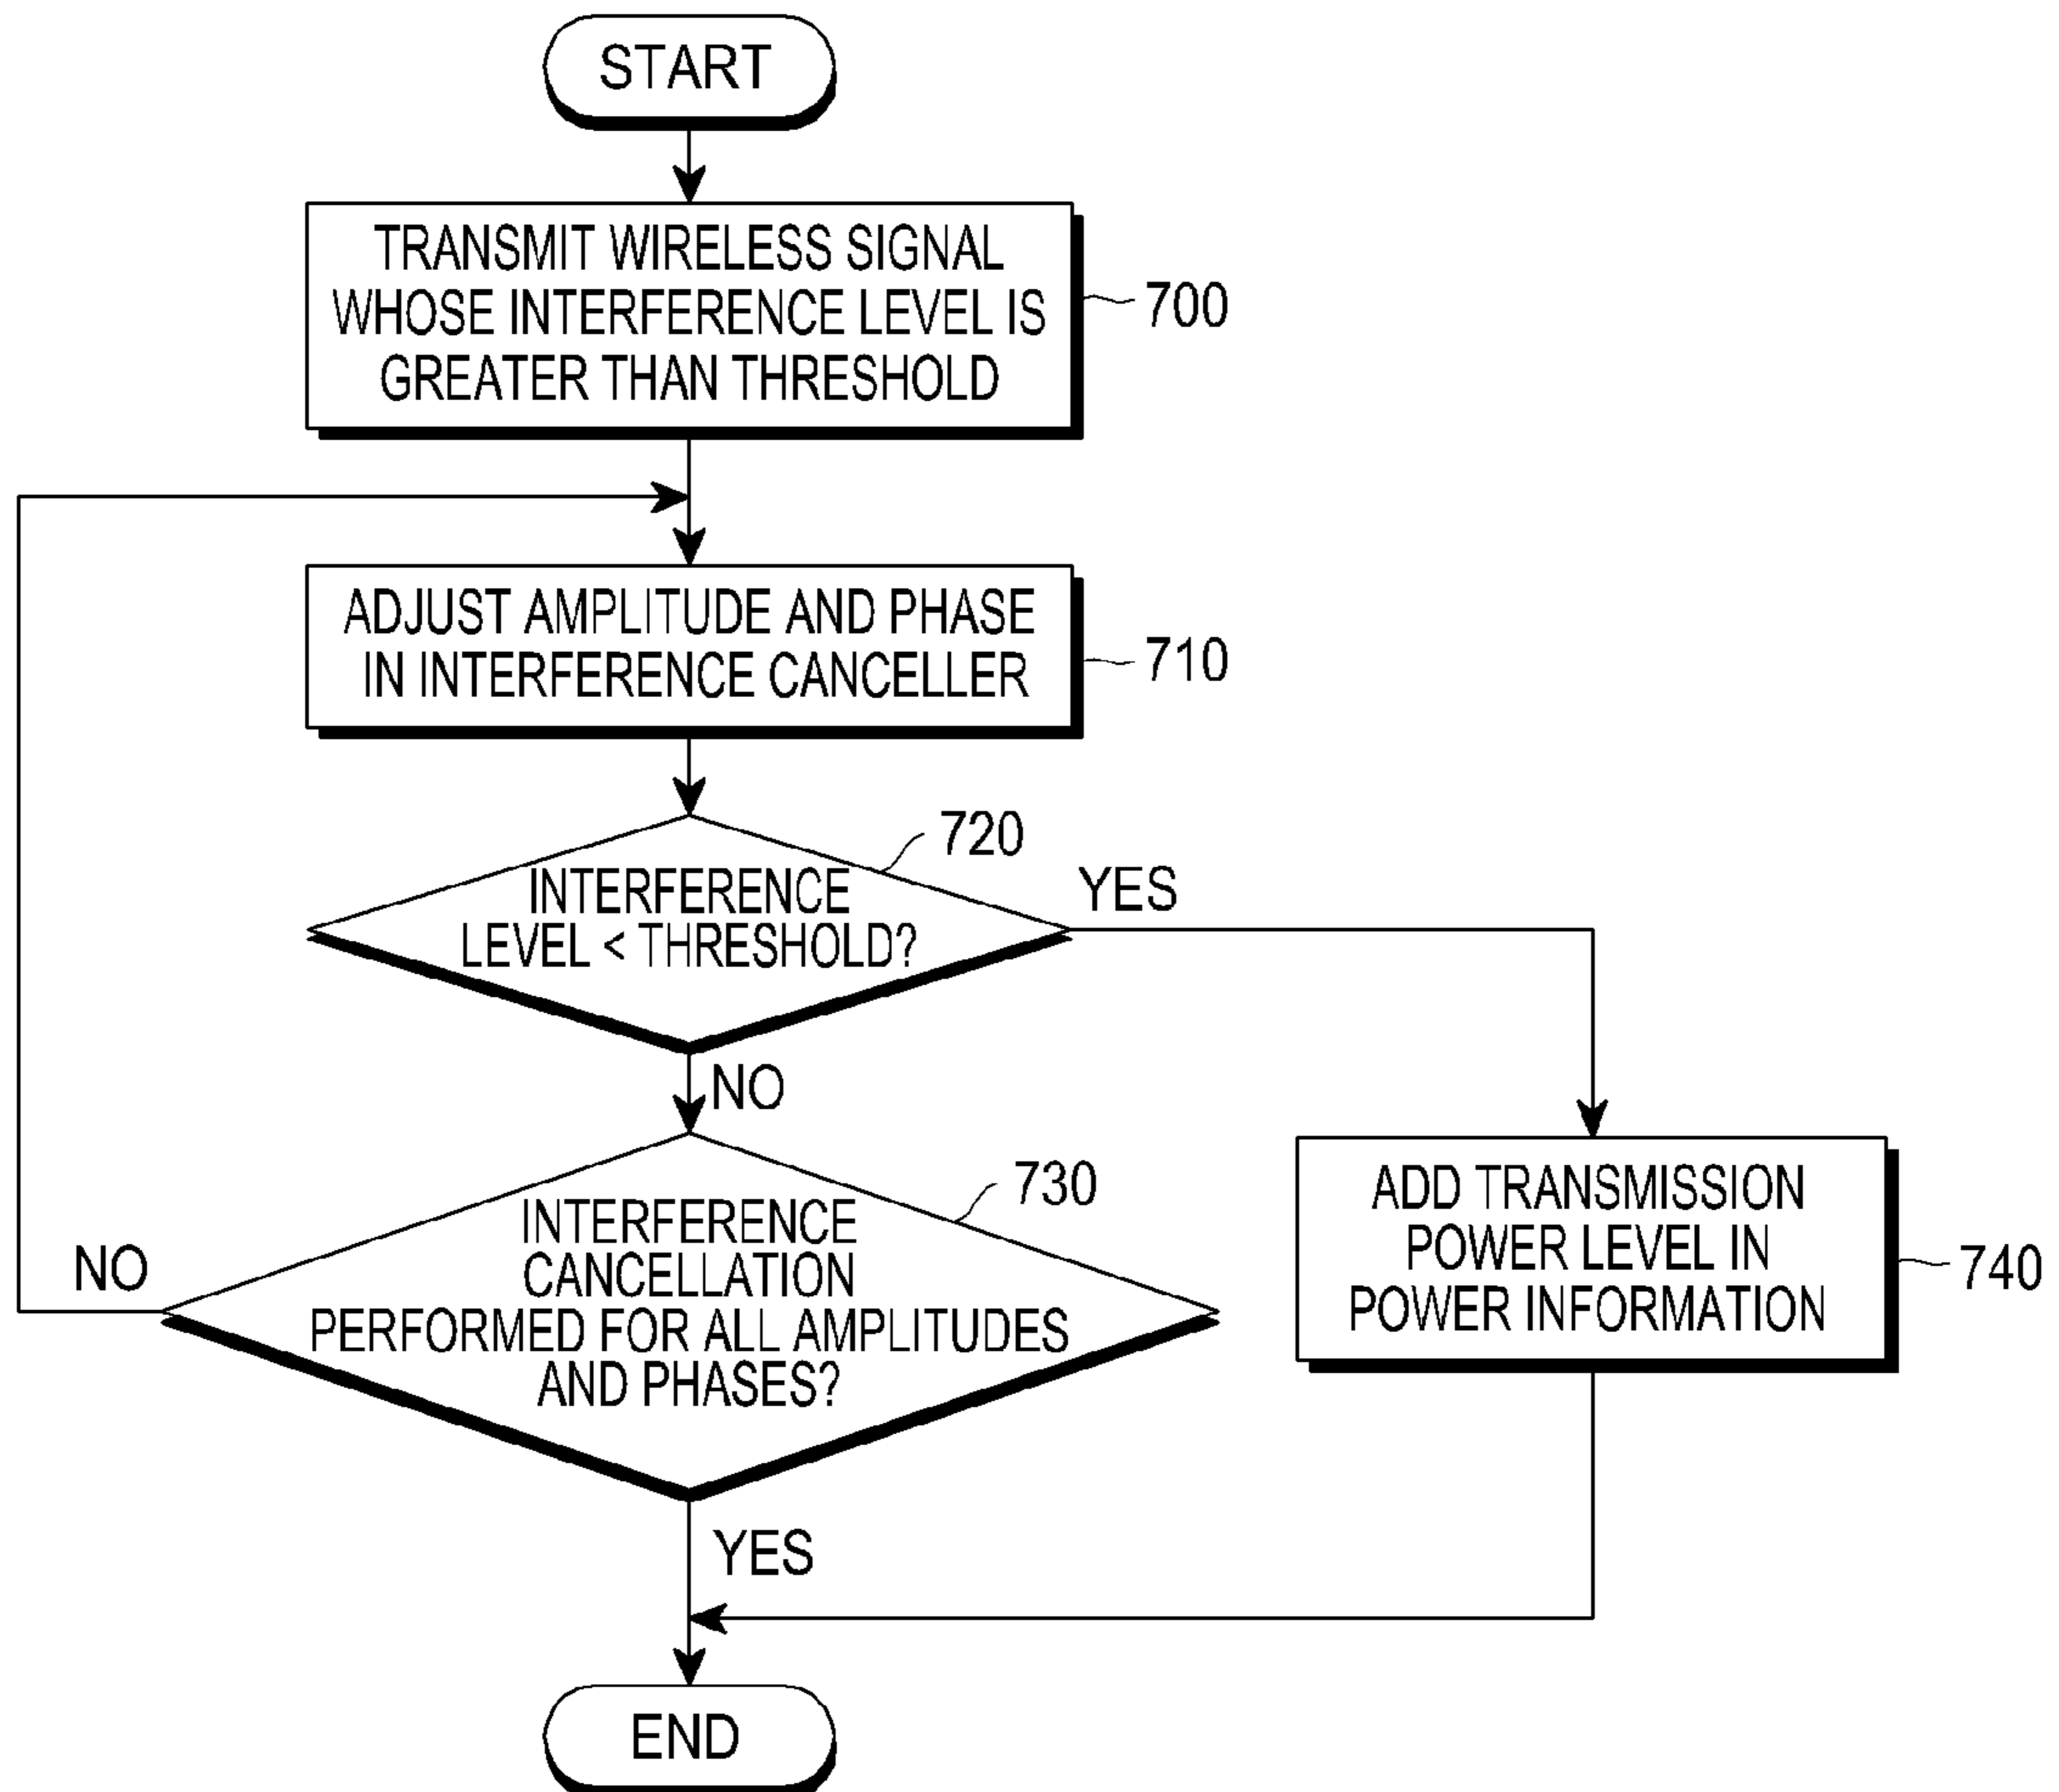 START
TRANSMIT WIRELESS SIGNAL
WHOSE INTERFERENCE LEVEL IS
GREATER THAN THRESHOLD
700
ADJUST AMPLITUDE AND PHASE
IN INTERFERENCE CANCELLER
710
720
INTERFERENCE
LEVEL < THRESHOLD?
YES
NO
730
INTERFERENCE
CANCELLATION
PERFORMED FOR ALL AMPLITUDES
AND PHASES?
NO
YES
ADD TRANSMISSION
POWER LEVEL IN
POWER INFORMATION
740
END